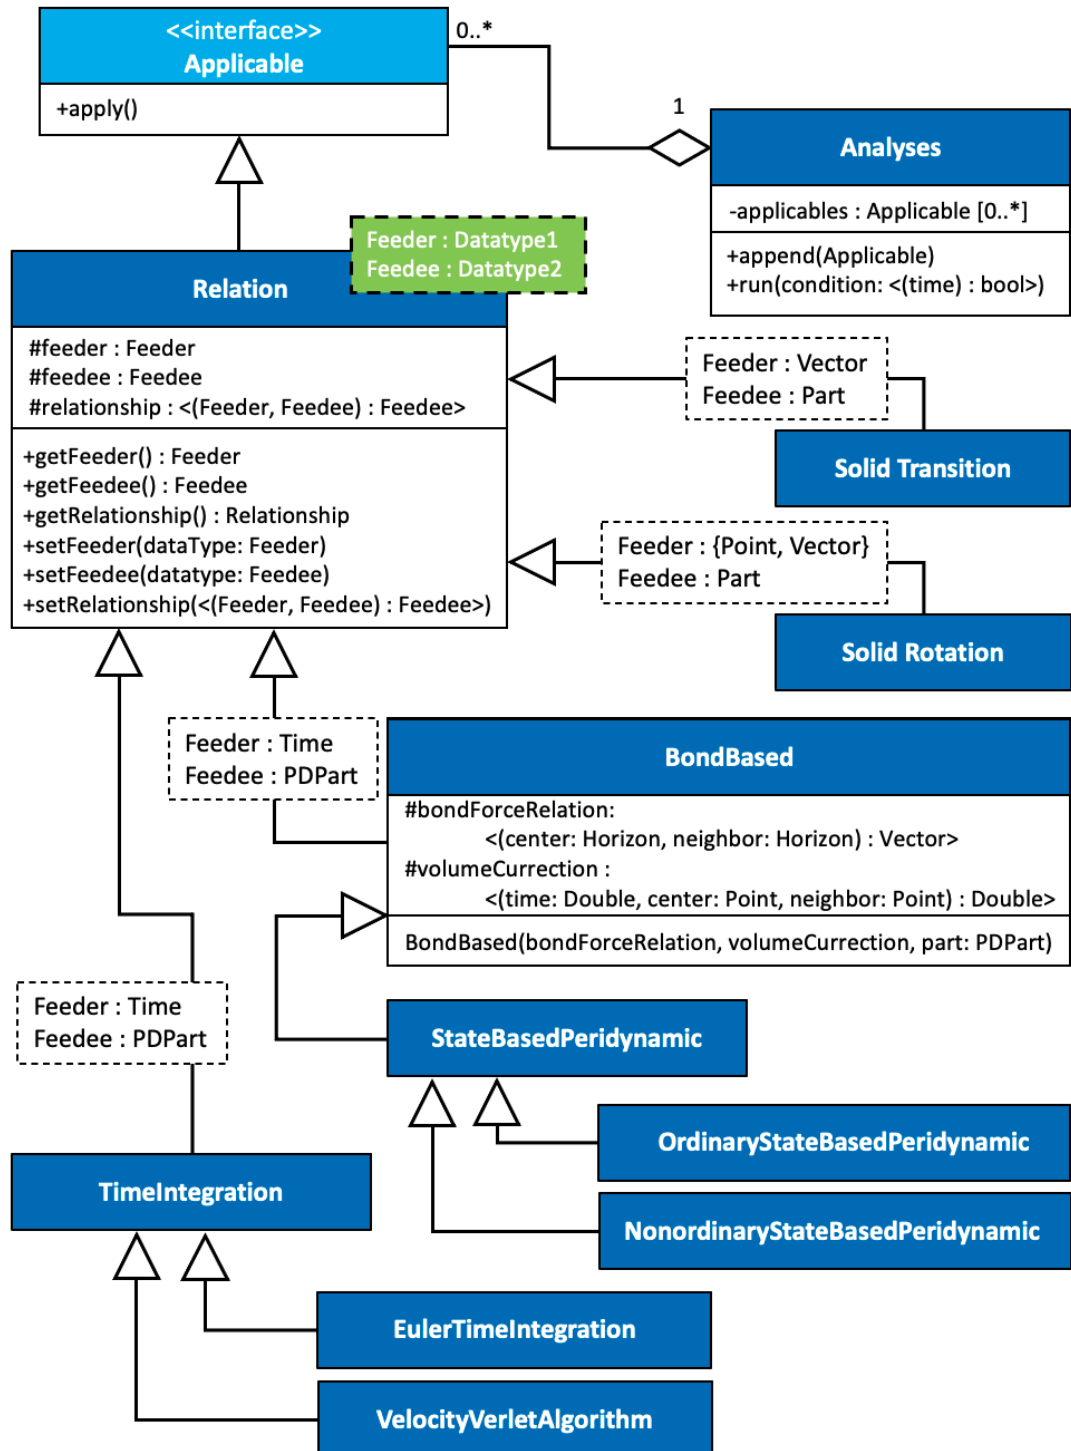 <<interface>>
Applicable
+apply()
0..*
1
Analyses
-applicables : Applicable [0..*]
+append(Applicable)
+run(condition: <(time) : bool>)
Feeder : Datatype1
Feedee : Datatype2
Relation
#feeder : Feeder
#feedee : Feedee
#relationship : <(Feeder, Feedee) : Feedee>
+getFeeder() : Feeder
+getFeedee() : Feedee
+getRelationship() : Relationship
+setFeeder(dataType: Feeder)
+setFeedee(datatype: Feedee)
+setRelationship(<(Feeder, Feedee) : Feedee>)
Feeder : Vector
Feedee : Part
Solid Transition
Feeder : {Point, Vector}
Feedee : Part
Solid Rotation
Feeder : Time
Feedee : PDPart
BondBased
#bondForceRelation:
<(center: Horizon, neighbor: Horizon) : Vector>
#volumeCurrection :
<(time: Double, center: Point, neighbor: Point) : Double>
BondBased(bondForceRelation, volumeCurrection, part: PDPart)
Feeder : Time
Feedee : PDPart
StateBasedPeridynamic
OrdinaryStateBasedPeridynamic
NonordinaryStateBasedPeridynamic
TimeIntegration
EulerTimeIntegration
VelocityVerletAlgorithm